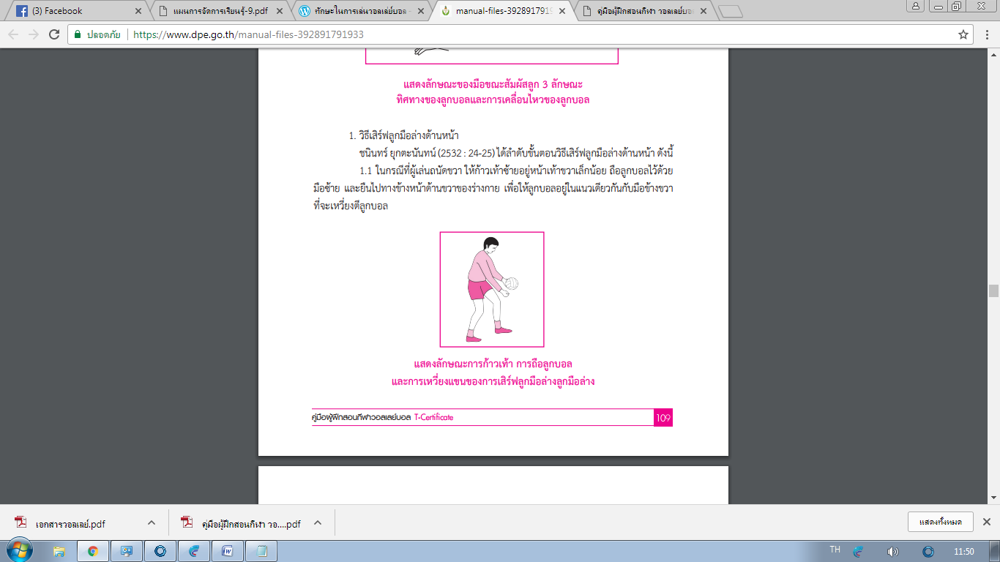 (3) Facebook
แผนการจัดการเรียนรู้-9.pdf
ทักษะในการเล่นวอลเล่ย์บอล -
manual-files-3928917919
คู่มือผู้ฝึกสอนกีฬา วอลเลย์บอ
ปลอดภัย
https://www.dpe.go.th/manual-files-392891791933
แสดงลักษณะของมือขณะสัมผัสลูก 3 ลักษณะ
ทิศทางของลูกบอลและการเคลื่อนไหวของลูกบอล
1. วิธีเสิร์ฟลูกมือล่างด้านหน้า
ชนินทร์ ยุกตะนันทน์ (2532 : 24-25) ได้ลำดับขั้นตอนวิธีเสิร์ฟลูกมือล่างด้านหน้า ดังนี้
1.1 ในกรณีที่ผู้เล่นถนัดขวา ให้ก้าวเท้าซ้ายอยู่หน้าเท้าขวาเล็กน้อย ถือลูกบอลไว้ด้วย
มือซ้าย และยืนไปทางข้างหน้าด้านขวาของร่างกาย เพื่อให้ลูกบอลอยู่ในแนวเดียวกันกับมือข้างขวา
ที่จะเหวี่ยงตีลูกบอล
แสดงลักษณะการก้าวเท้า การถือลูกบอล
และการเหวี่ยงแขนของการเสิร์ฟลูกมือล่างลูกมือล่าง
คู่มือผู้ฝึกสอนกีฬาวอลเลย์บอล T-Certificate 109
เอกสารวอลเลย์.pdf
คู่มือผู้ฝึกสอนกีฬา วอ....pdf
แสดงทั้งหมด
TH
11:50